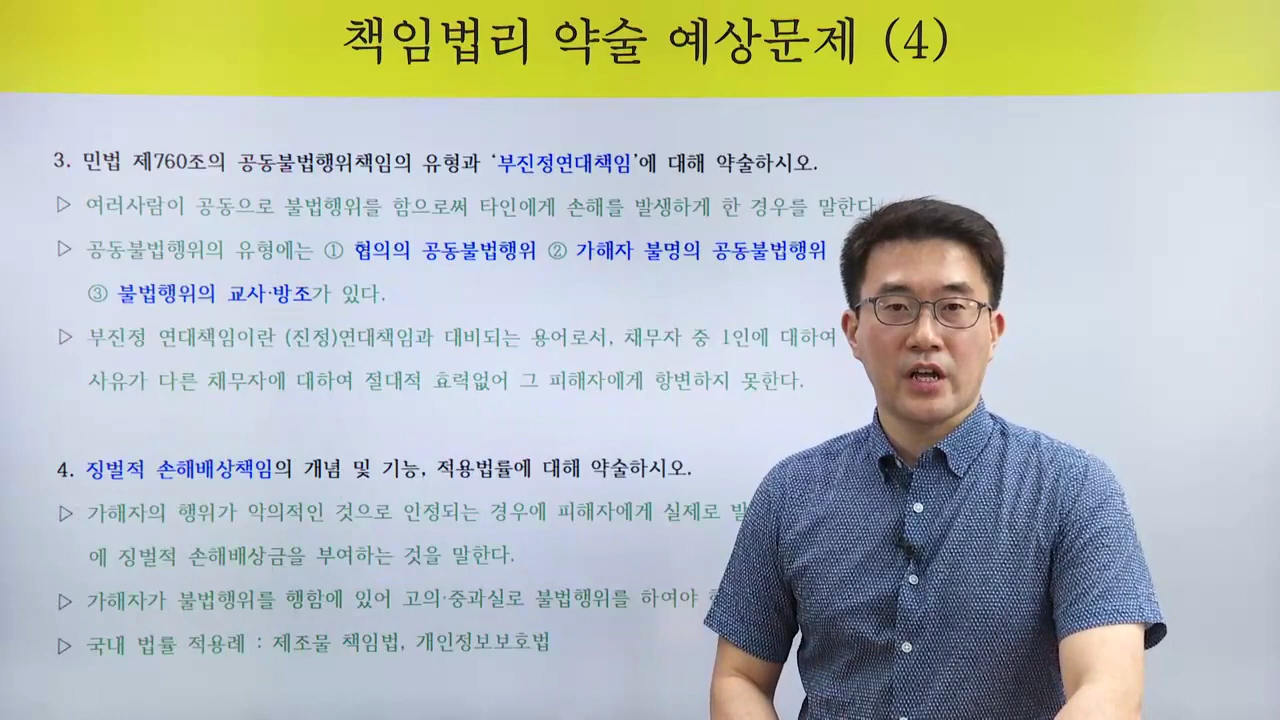 책임법리 약술 예상문제 (4)
3. 민법 제760조의 공동불법행위책임의 유형과 ‘부진정연대책임’에 대해 약술하시오.
▷ 여러사람이 공동으로 불법행위를 함으로써 타인에게 손해를 발생하게 한 경우를 말한다
▷ 공동불법행위의 유형에는 ① 협의의 공동불법행위 ② 가해자 불명의 공동불법행위
③ 불법행위의 교사·방조가 있다.
▷ 부진정 연대책임이란 (진정)연대책임과 대비되는 용어로서, 채무자 중 1인에 대하여
사유가 다른 채무자에 대하여 절대적 효력없어 그 피해자에게 항변하지 못한다.
4. 징벌적 손해배상책임의 개념 및 기능, 적용법률에 대해 약술하시오.
▷ 가해자의 행위가 악의적인 것으로 인정되는 경우에 피해자에게 실제로
에 징벌적 손해배상금을 부여하는 것을 말한다.
▷ 가해자가 불법행위를 행함에 있어 고의·중과실로 불법행위를 하여야
▷ 국내 법률 적용례 : 제조물 책임법, 개인정보보호법